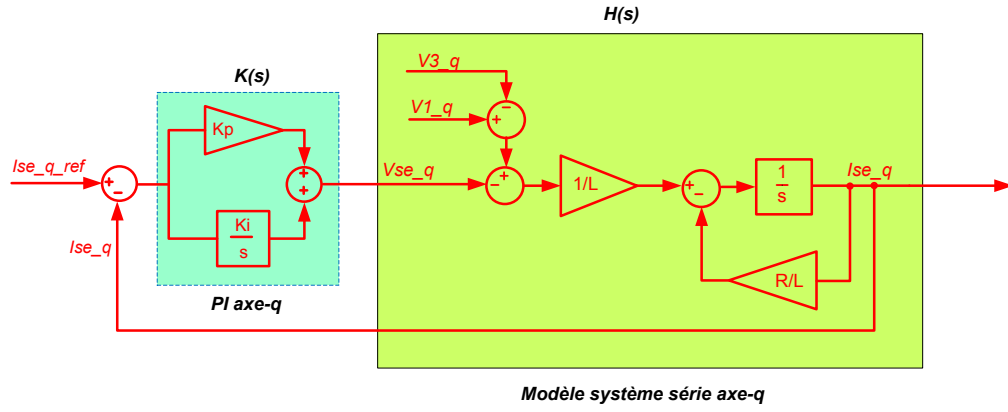 H(s)
V3_q
K(s)
V1_q
Kp
Ise_q_ref
Vse_q
1/L
1
s
Ise_q
Ki
s
Ise_q
R/L
PI axe-q
Modèle système série axe-q